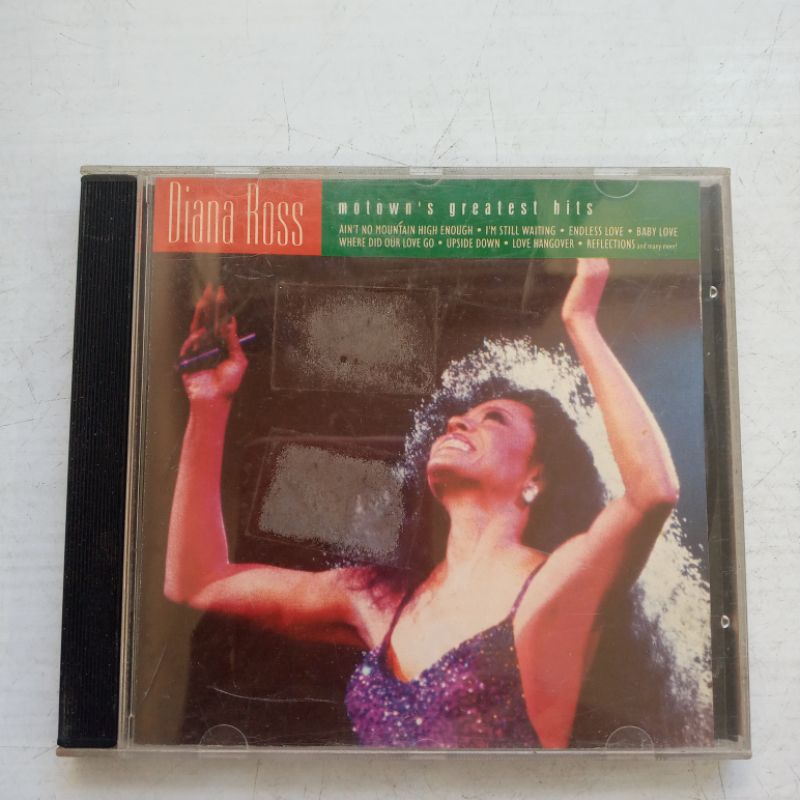 Diana Ross
motown's greatest hits
AIN'T NO MOUNTAIN HIGH ENOUGH • I'M STILL WAITING • ENDLESS LOVE • BABY LOVE
WHERE DID OUR LOVE GO • UPSIDE DOWN • LOVE HANGOVER • REFLECTIONS and many more!